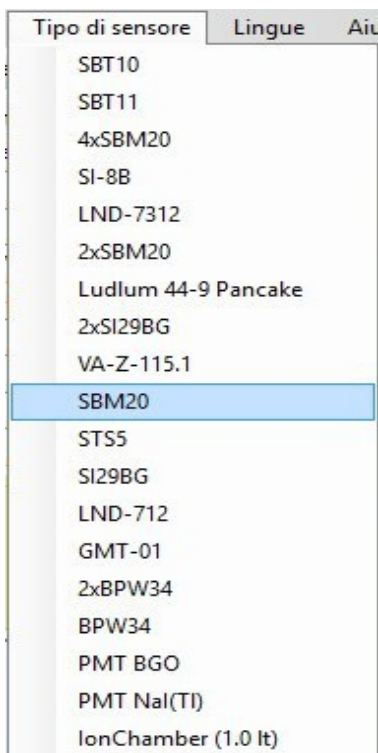 Tipo di sensore Lingue Aiu
SBT10
SBT11
4xSBM20
SI-8B
LND-7312
2xSBM20
Ludlum 44-9 Pancake
2xSI29BG
VA-Z-115.1
SBM20
STS5
SI29BG
LND-712
GMT-01
2xBPW34
BPW34
PMT BGO
PMT NaI(Tl)
IonChamber (1.0 lt)